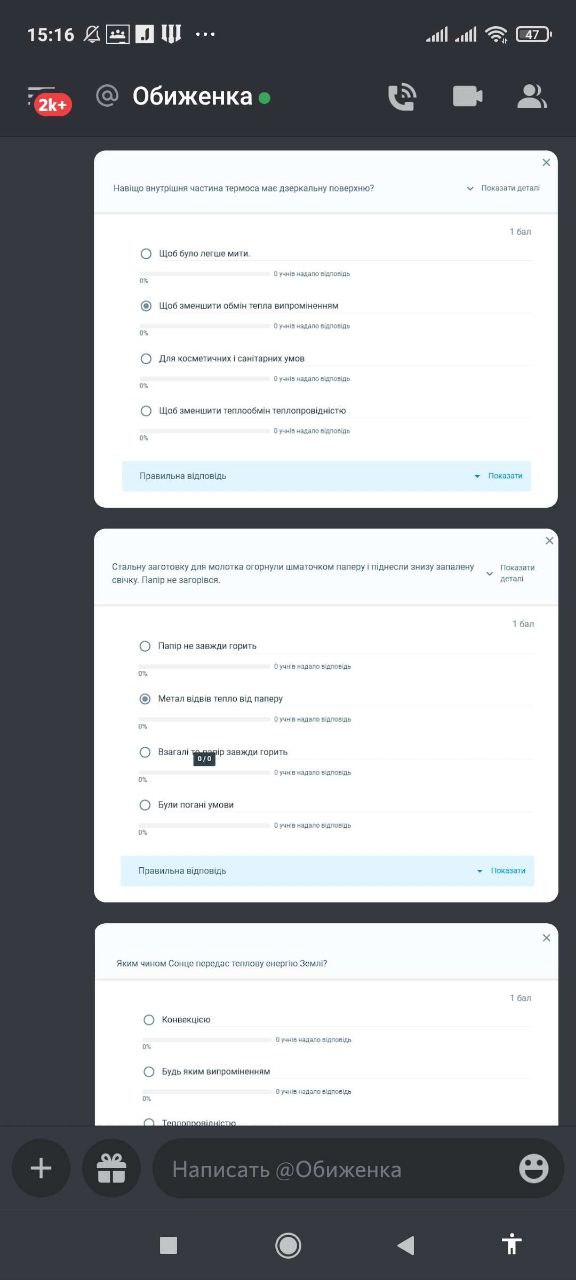 15:16
47
2k+
Обиженка
Навіщо внутрішня частина термоса має дзеркальну поверхню?
Показати деталі
1 бал
Щоб було легше мити.
0 учнів надало відповідь
0%
Щоб зменшити обмін тепла випроміненням
0 учнів надало відповідь
0%
Для косметичних і санітарних умов
0 учнів надало відповідь
0%
Щоб зменшити теплообмін теплопровідністю
0 учнів надало відповідь
0%
Правильна відповідь
Показати
Стальну заготовку для молотка огорнули шматочком паперу і піднесли знизу запалену
свічку. Папір не загорівся.
Показати
деталі
1 бал
Папір не завжди горить
0 учнів надало відповідь
0%
Метал відвів тепло від паперу
0 учнів надало відповідь
0%
Взагалі то папір завжди горить
0 / 0
0 учнів надало відповідь
0%
Були погані умови
0 учнів надало відповідь
0%
Правильна відповідь
Показати
Яким чином Сонце передає теплову енергію Землі?
1 бал
Конвекцією
0 учнів надало відповідь
0%
Будь яким випроміненням
0 учнів надало відповідь
0%
Теплопровідністю
Написать @Обиженка